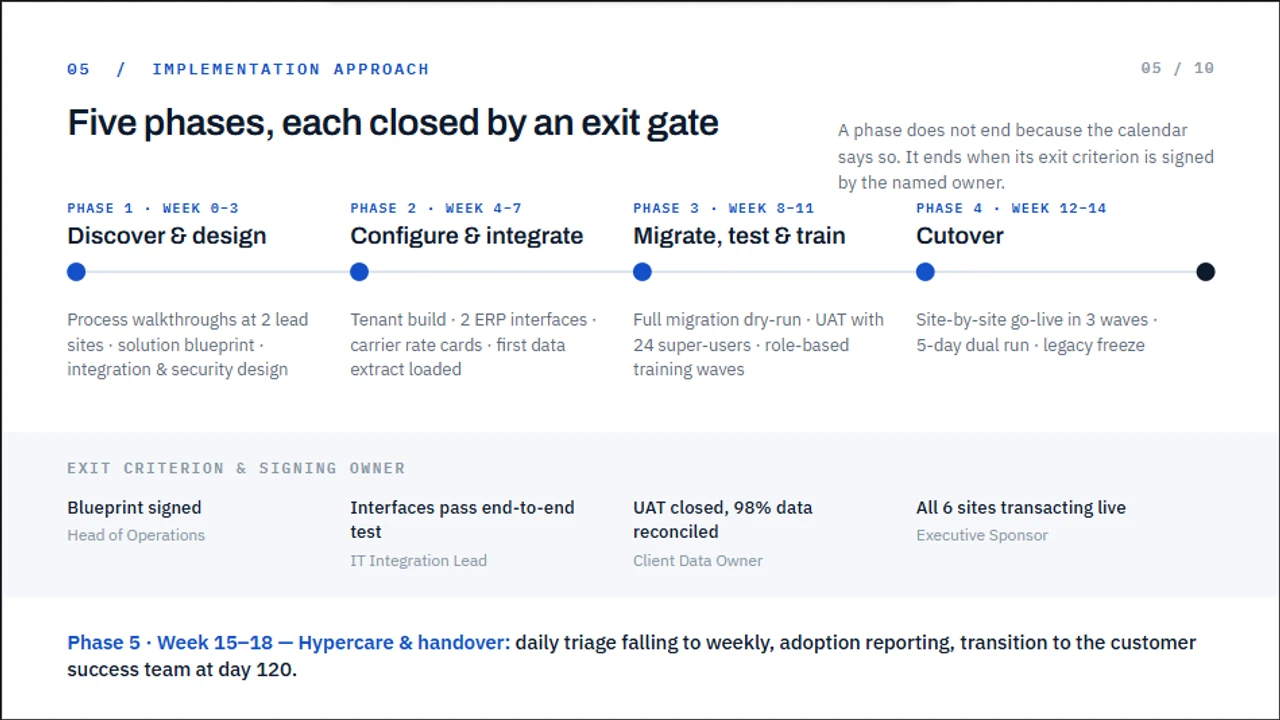 05 / IMPLEMENTATION APPROACH
05 / 10
Five phases, each closed by an exit gate
A phase does not end because the calendar
says so. It ends when its exit criterion is signed
by the named owner.
PHASE 1 · WEEK 0–3
Discover & design
Process walkthroughs at 2 lead
sites · solution blueprint ·
integration & security design
PHASE 2 · WEEK 4–7
Configure & integrate
Tenant build · 2 ERP interfaces ·
carrier rate cards · first data
extract loaded
PHASE 3 · WEEK 8–11
Migrate, test & train
Full migration dry-run · UAT with
24 super-users · role-based
training waves
PHASE 4 · WEEK 12–14
Cutover
Site-by-site go-live in 3 waves ·
5-day dual run · legacy freeze
EXIT CRITERION & SIGNING OWNER
Blueprint signed
Head of Operations
Interfaces pass end-to-end
test
IT Integration Lead
UAT closed, 98% data
reconciled
Client Data Owner
All 6 sites transacting live
Executive Sponsor
Phase 5 · Week 15–18 — Hypercare & handover: daily triage falling to weekly, adoption reporting, transition to the customer
success team at day 120.